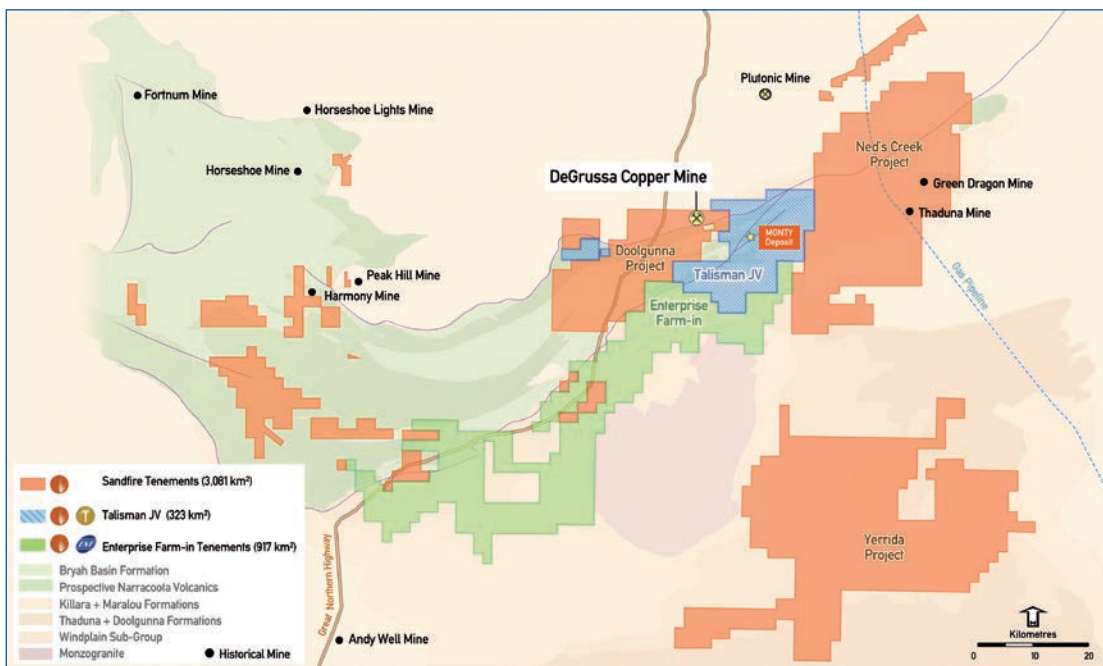 Fortnum Mine
Horseshoe Lights Mine
Plutonic Mine
Horseshoe Mine
Ned's Creek
Project
DeGrussa Copper Mine
Green Dragon Mine
Thaduna Mine
MONTY
Deposit
Doolgunna
Project
Talisman JV
Gas Pipeline
Peak Hill Mine
Harmony Mine
Enterprise
Farm-in
Sandfire Tenements (3,081 km²)
Talisman JV (323 km²)
Enterprise Farm-in Tenements (917 km²)
Bryah Basin Formation
Prospective Narracoota Volcanics
Killara + Maralou Formations
Thaduna + Doolgunna Formations
Windplain Sub-Group
Monzogranite
Historical Mine
Great Northern Highway
Andy Well Mine
Yerrida
Project
Kilometres
0 10 20